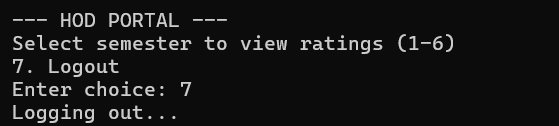 --- HOD PORTAL ---
Select semester to view ratings (1-6)
7. Logout
Enter choice: 7
Logging out...